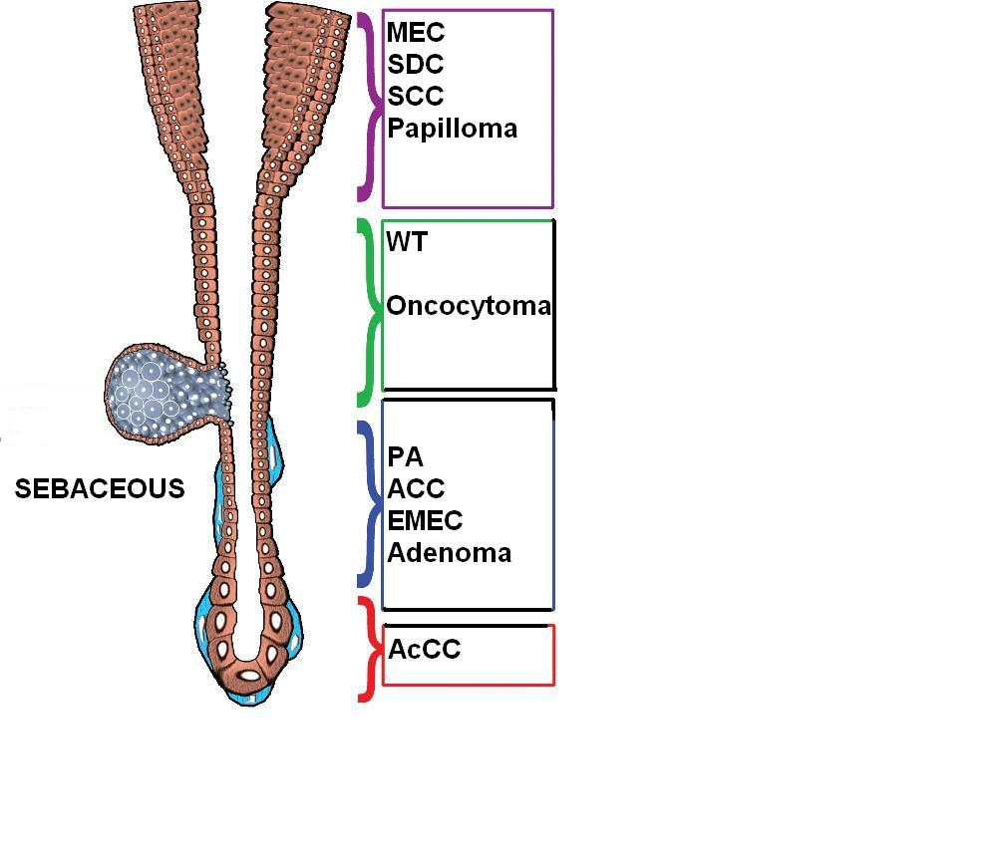 MEC
SDC
SCC
Papilloma
WT
Oncocytoma
SEBACEOUS
PA
ACC
EMEC
Adenoma
AcCC